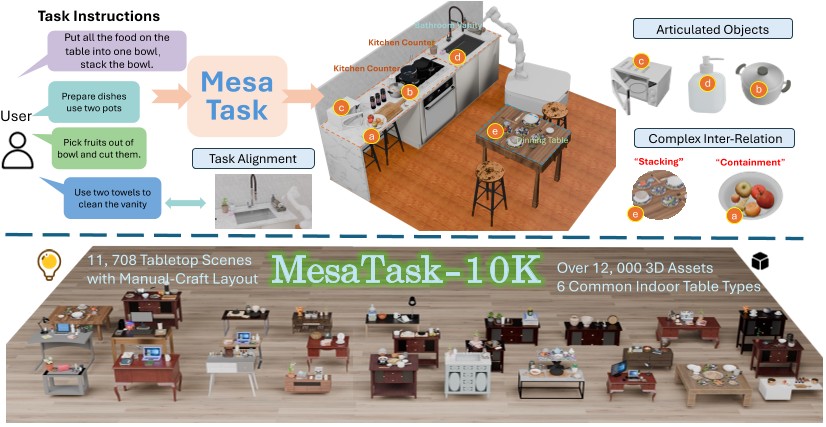 Task Instructions
Put all the food on the
table into one bowl,
stack the bowl.
Prepare dishes
use two pots
User
Pick fruits out of
bowl and cut them.
Use two towels to
clean the vanity
Mesa
Task
Task Alignment
Bathroom Vanity
Kitchen Counter
Kitchen Counter
d
b
c
a
e
Dinning Table
Articulated Objects
c
d
b
Complex Inter-Relation
“Stacking”
“Containment”
e
a
11, 708 Tabletop Scenes
with Manual-Craft Layout
MesaTask-10K
Over 12, 000 3D Assets
6 Common Indoor Table Types